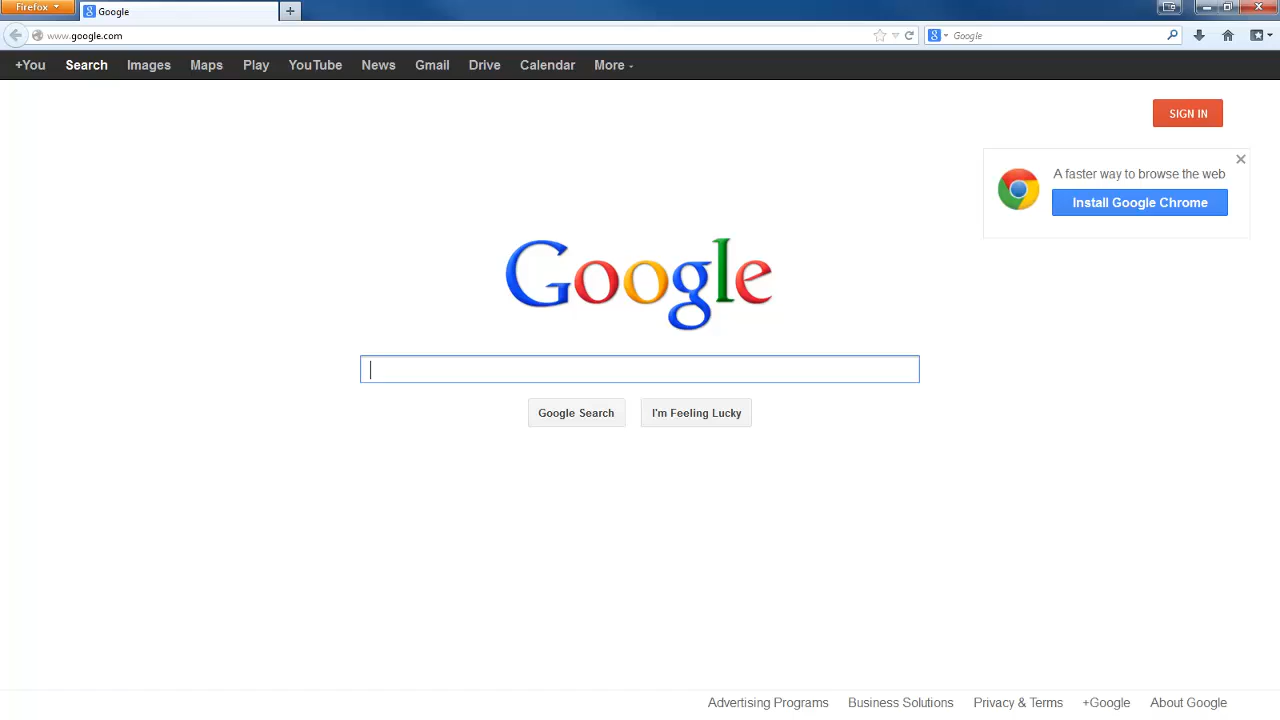 Firefox
Google
www.google.com
Google
+You Search Images Maps Play YouTube News Gmail Drive Calendar More
SIGN IN
A faster way to browse the web
Install Google Chrome
Google
Google Search I'm Feeling Lucky
Advertising Programs Business Solutions Privacy & Terms +Google About Google